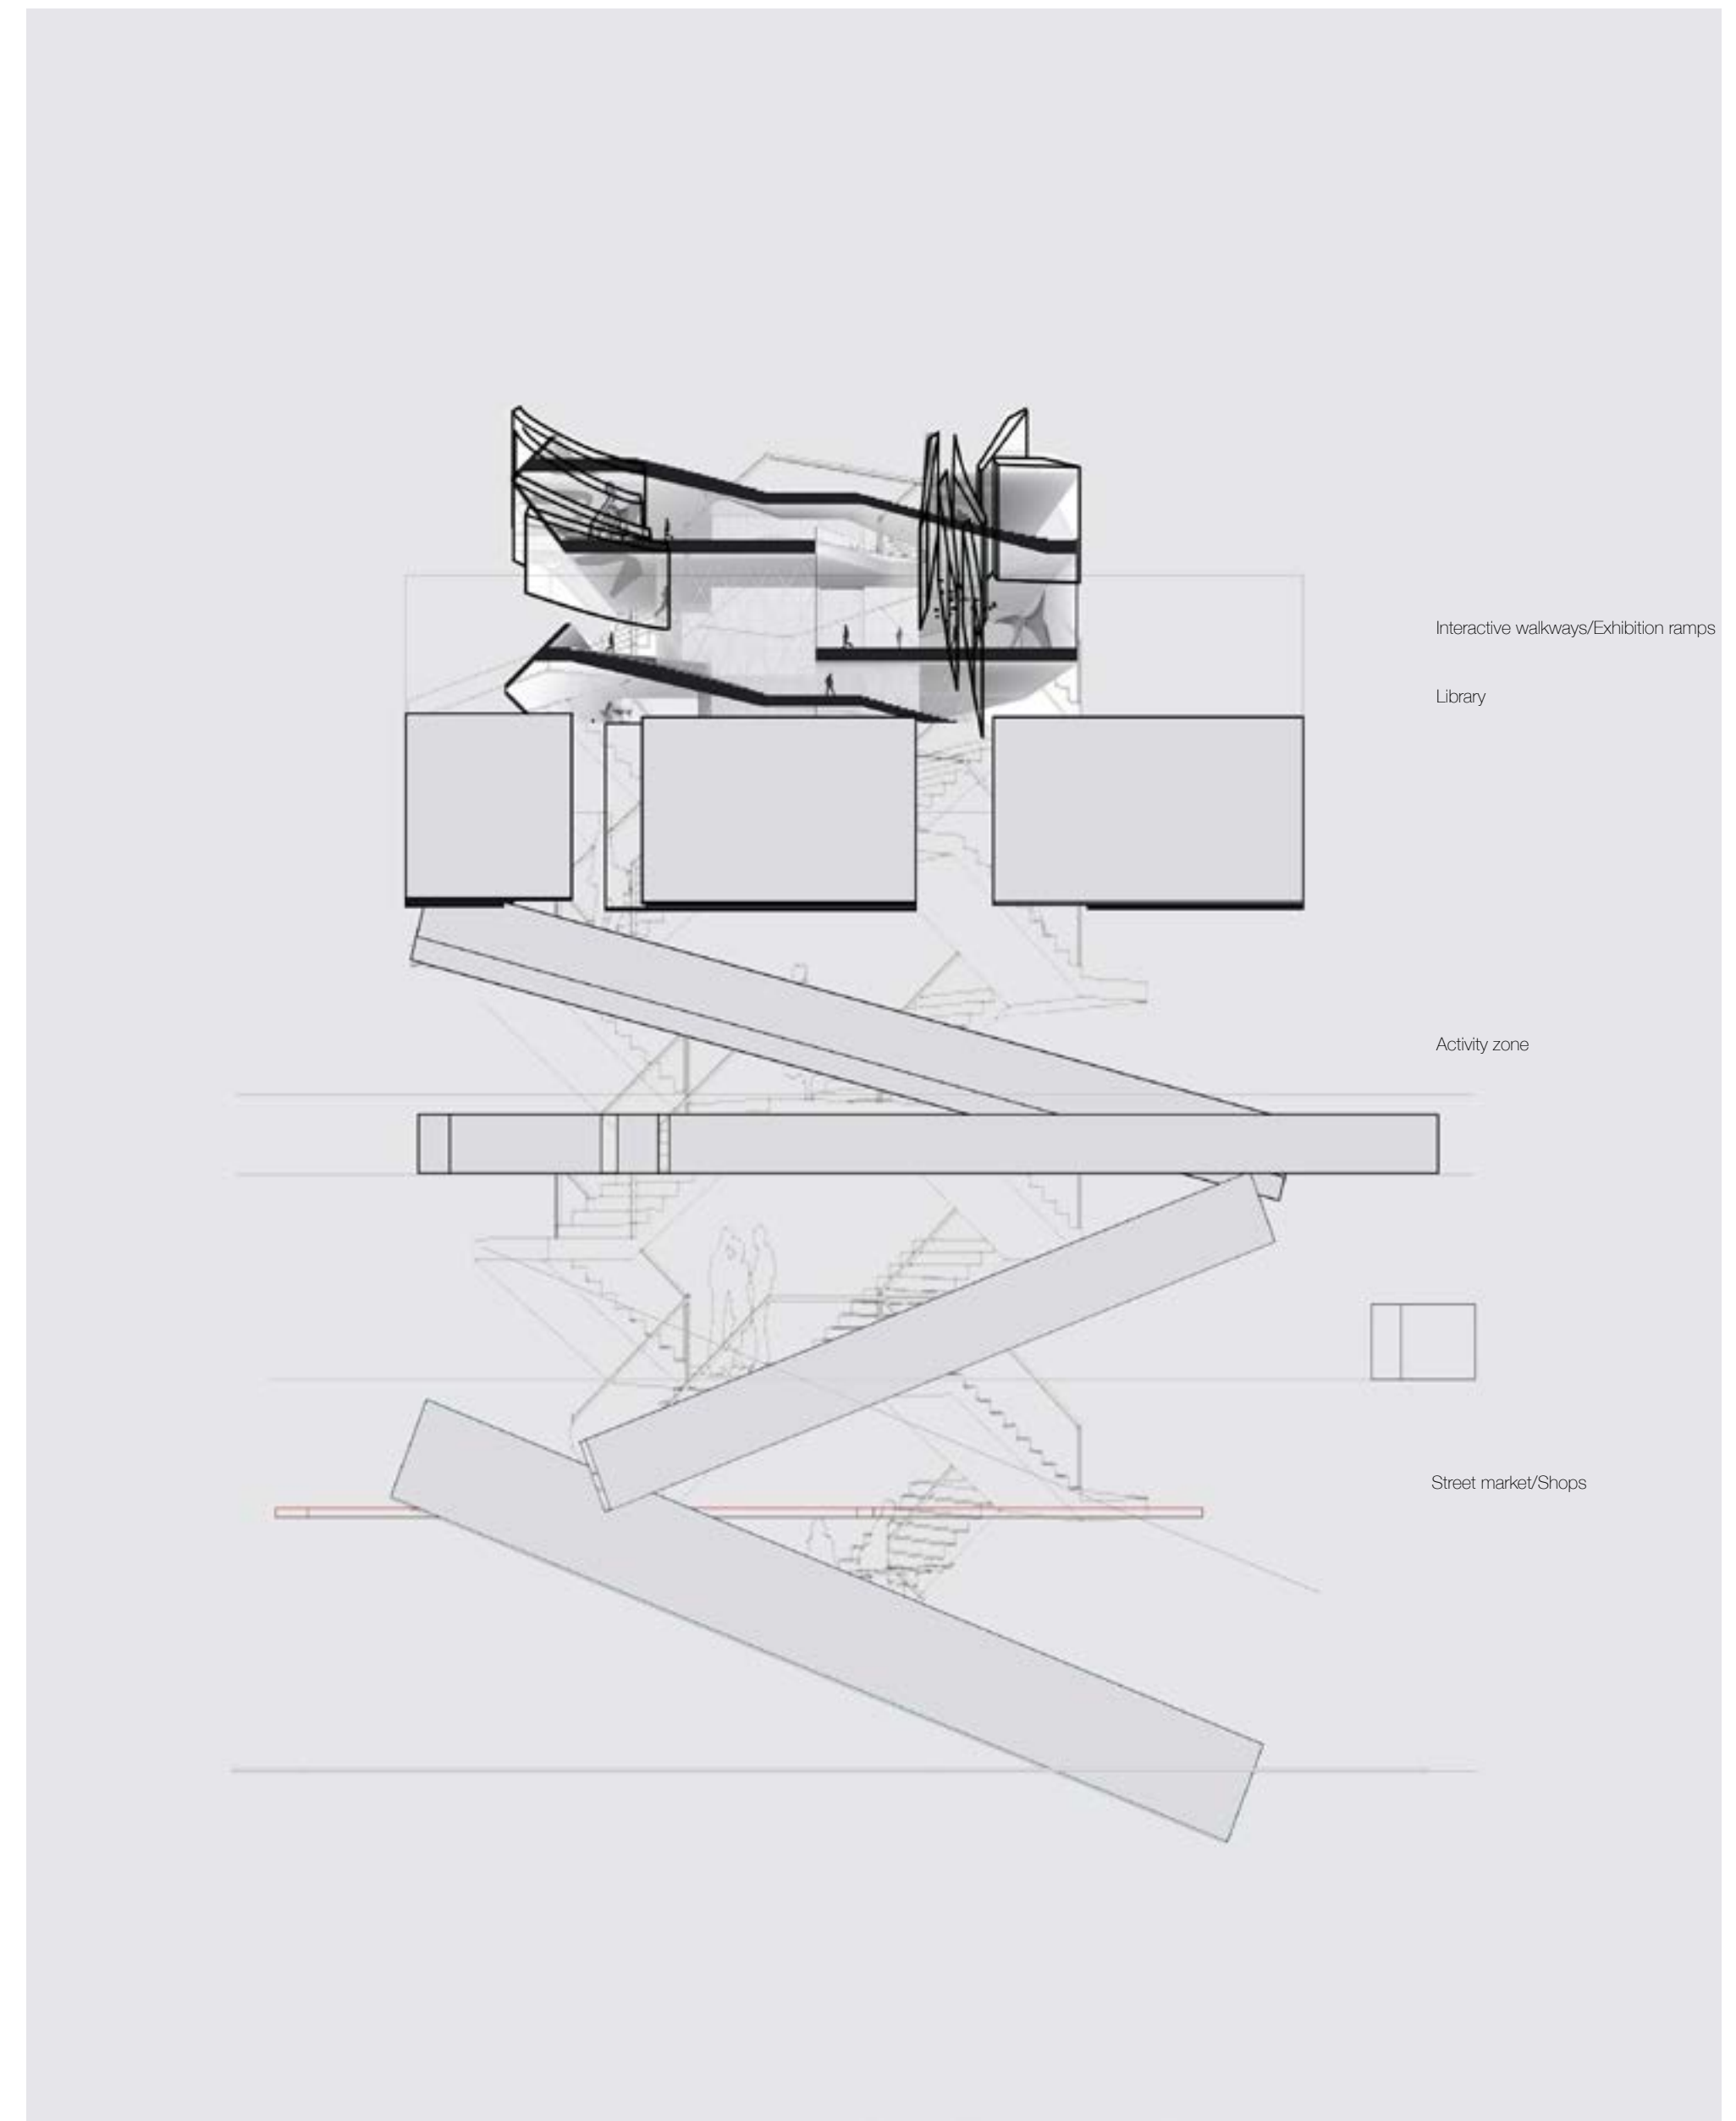 Interactive walkways/Exhibition ramps
Library
Activity zone
Street market/Shops